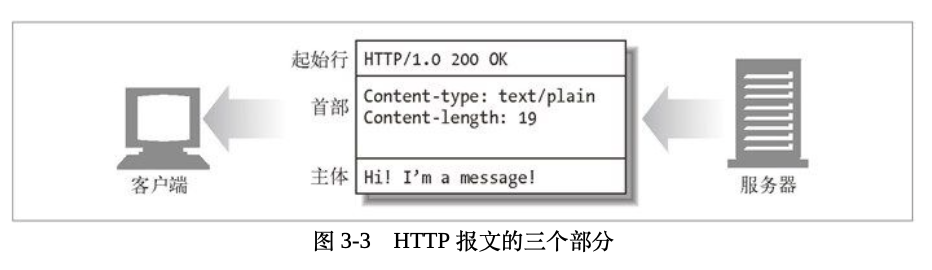 起始行 HTTP/1.0 200 OK
首部 Content-type: text/plain
Content-length: 19
主体 Hi! I'm a message!
客户端
服务器
图 3-3 HTTP 报文的三个部分